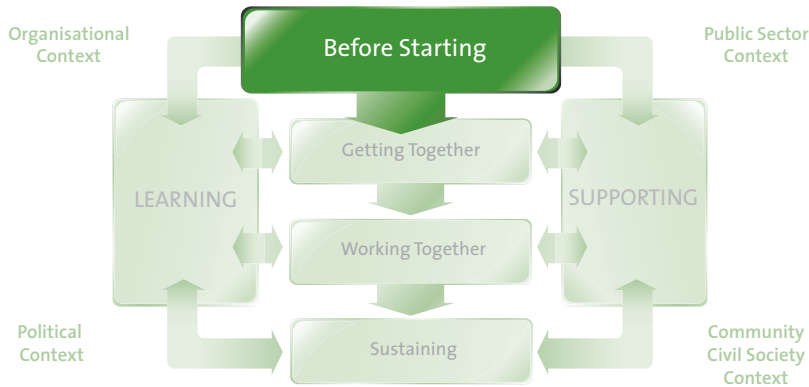 Organisational
Context
Before Starting
Public Sector
Context
Getting Together
LEARNING
SUPPORTING
Working Together
Political
Context
Sustaining
Community
Civil Society
Context